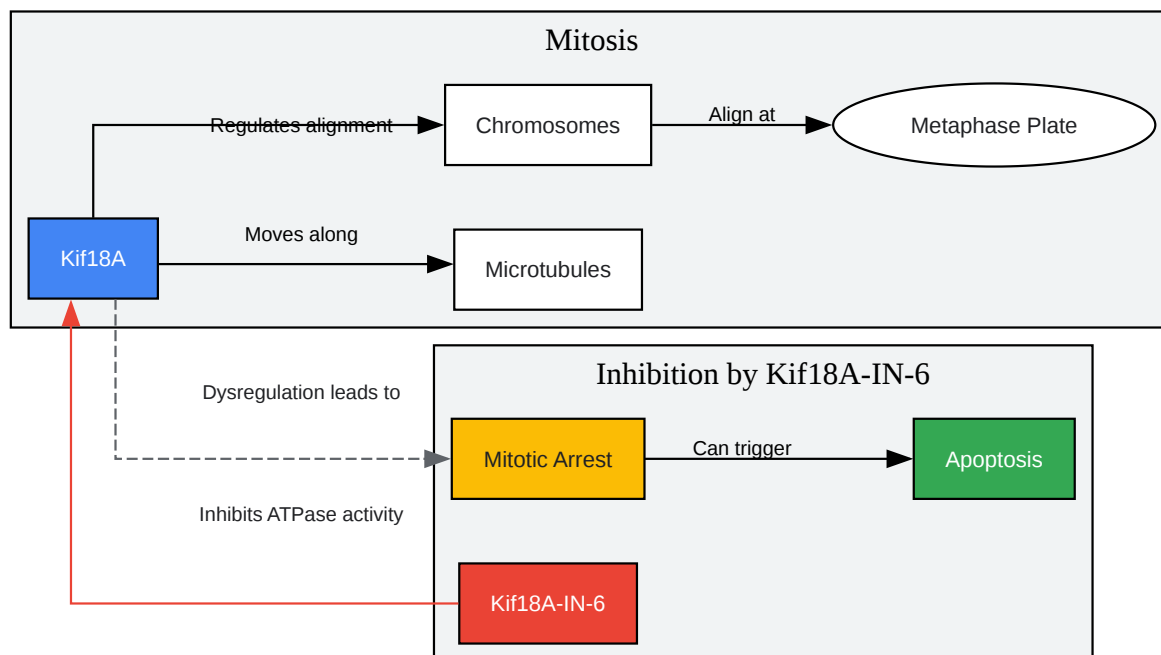 Mitosis
Regulates alignment
Chromosomes
Align at
Metaphase Plate
Kif18A
Moves along
Microtubules
Inhibition by Kif18A-IN-6
Dysregulation leads to
Mitotic Arrest
Can trigger
Apoptosis
Inhibits ATPase activity
Kif18A-IN-6